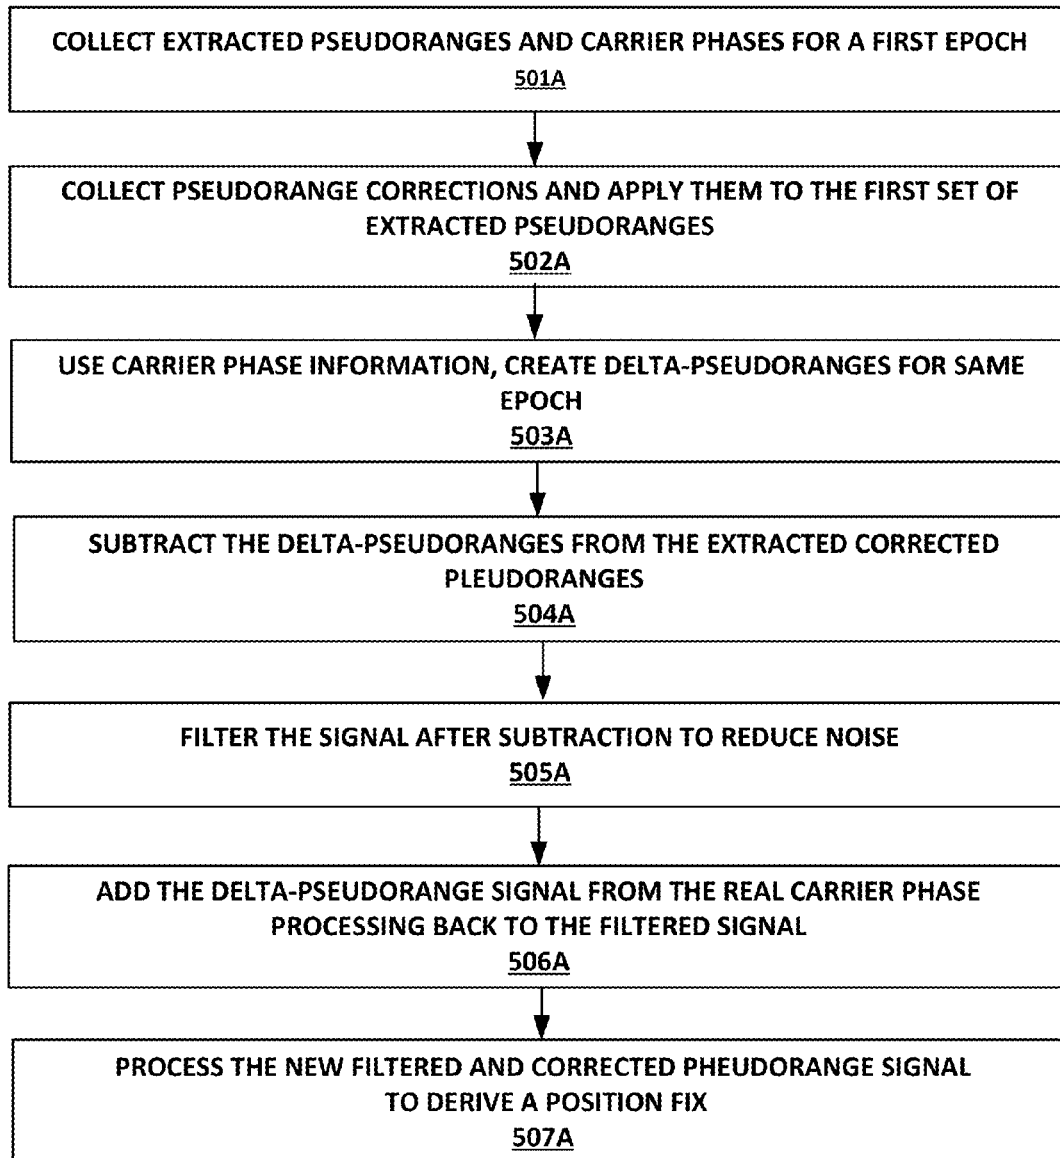 COLLECT EXTRACTED PSEUDORANGES AND CARRIER PHASES FOR A FIRST EPOCH
501A
COLLECT PSEUDORANGE CORRECTIONS AND APPLY THEM TO THE FIRST SET OF
EXTRACTED PSEUDORANGES
502A
USE CARRIER PHASE INFORMATION, CREATE DELTA-PSEUDORANGES FOR SAME
EPOCH
503A
SUBTRACT THE DELTA-PSEUDORANGES FROM THE EXTRACTED CORRECTED
PLEUDORANGES
504A
FILTER THE SIGNAL AFTER SUBTRACTION TO REDUCE NOISE
505A
ADD THE DELTA-PSEUDORANGE SIGNAL FROM THE REAL CARRIER PHASE
PROCESSING BACK TO THE FILTERED SIGNAL
506A
PROCESS THE NEW FILTERED AND CORRECTED PHEUDORANGE SIGNAL
TO DERIVE A POSITION FIX
507A